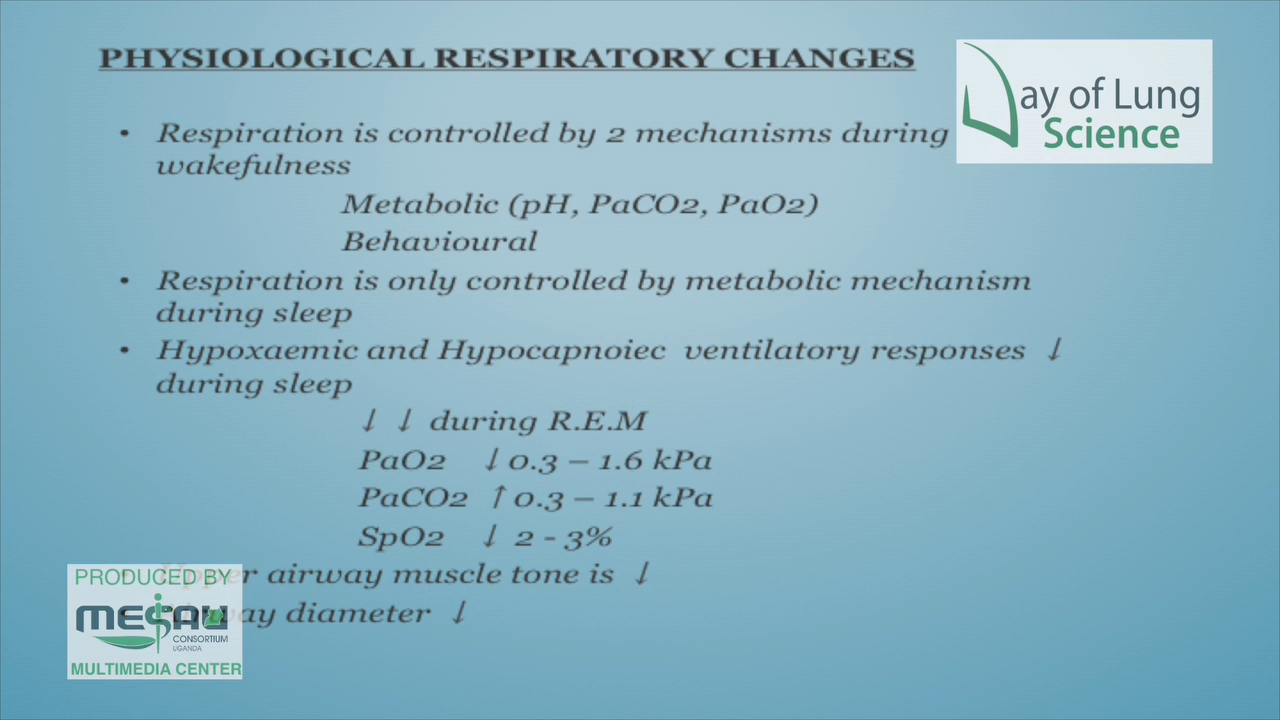 PHYSIOLOGICAL RESPIRATORY CHANGES
ay of Lung
Science
• Respiration is controlled by 2 mechanisms during
wakefulness
Metabolic (pH, PaCO2, PaO2)
Behavioural
• Respiration is only controlled by metabolic mechanism
during sleep
• Hypoxaemic and Hypocapnoiec ventilatory responses ↓
during sleep
↓ ↓ during R.E.M
PaO2 ↓ 0.3 – 1.6 kPa
PaCO2 ↑ 0.3 – 1.1 kPa
SpO2 ↓ 2 - 3%
• Upper airway muscle tone is ↓
• Airway diameter ↓
PRODUCED BY
MESAU
CONSORTIUM
UGANDA
MULTIMEDIA CENTER